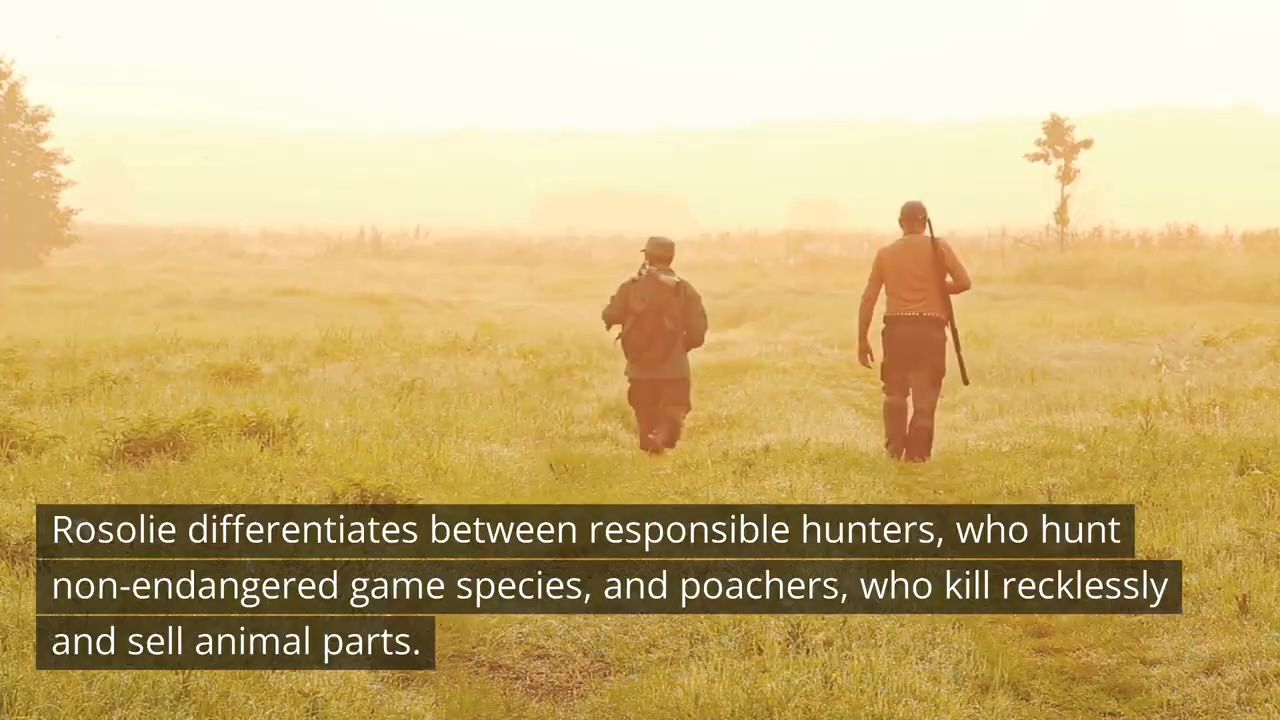 Rosolie differentiates between responsible hunters, who hunt
non-endangered game species, and poachers, who kill recklessly
and sell animal parts.